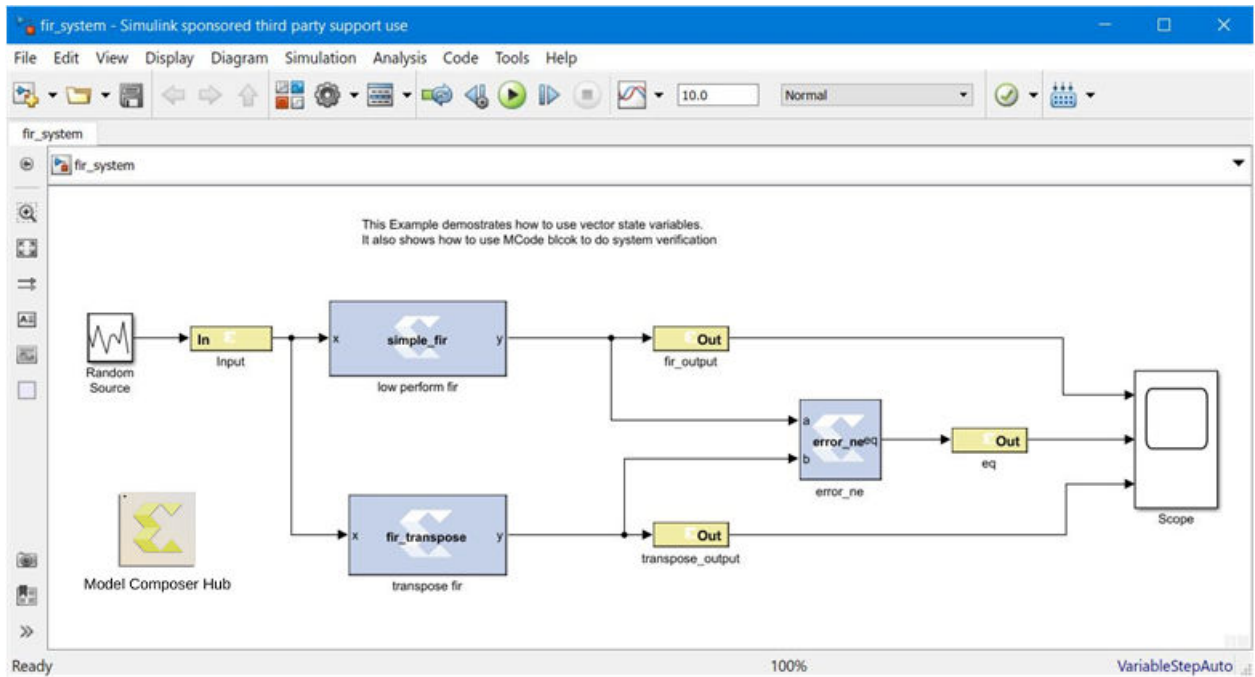 fir_system - Simulink sponsored third party support use
File Edit View Display Diagram Simulation Analysis Code Tools Help
10.0 Normal
fir_system
fir_system
This Example demostrates how to use vector state variables.
It also shows how to use MCode blcok to do system verification
Random
Source
In
Input
x simple_fir y
low perform fir
Out
fir_output
a
b
error_ne eq
error_ne
Out
eq
Scope
x fir_transpose y
transpose fir
Out
transpose_output
Model Composer Hub
Ready 100% VariableStepAuto